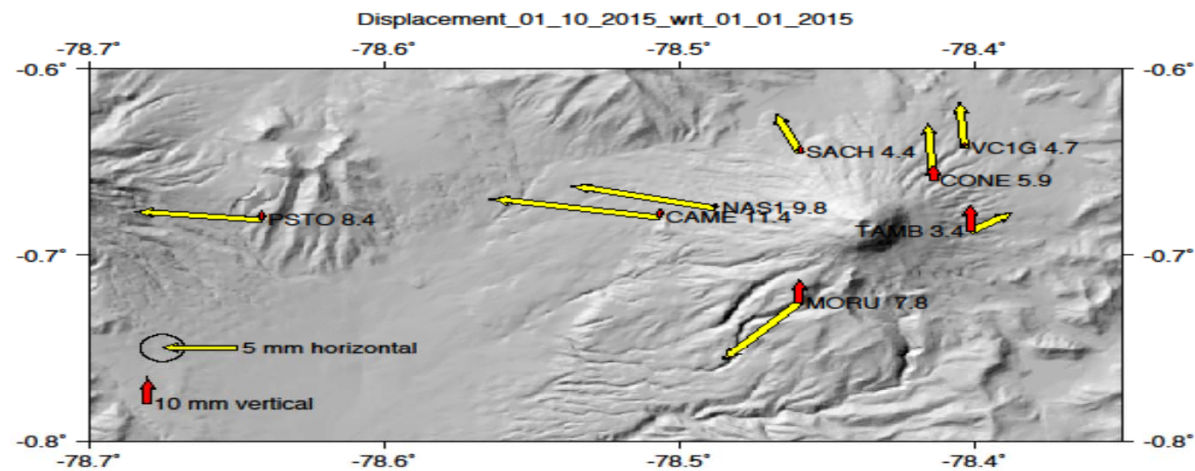 Displacement_01_10_2015_wrt_01_01_2015
-78.7° -78.6° -78.5° -78.4°
-0.6° -0.6°
SACH 4.4
VC1G 4.7
CONE 5.9
NAS1 9.8
CAME 11.4
PSTO 8.4
TAMB 3.4
-0.7° -0.7°
MORU 7.8
5 mm horizontal
10 mm vertical
-0.8° -0.8°
-78.7° -78.6° -78.5° -78.4°